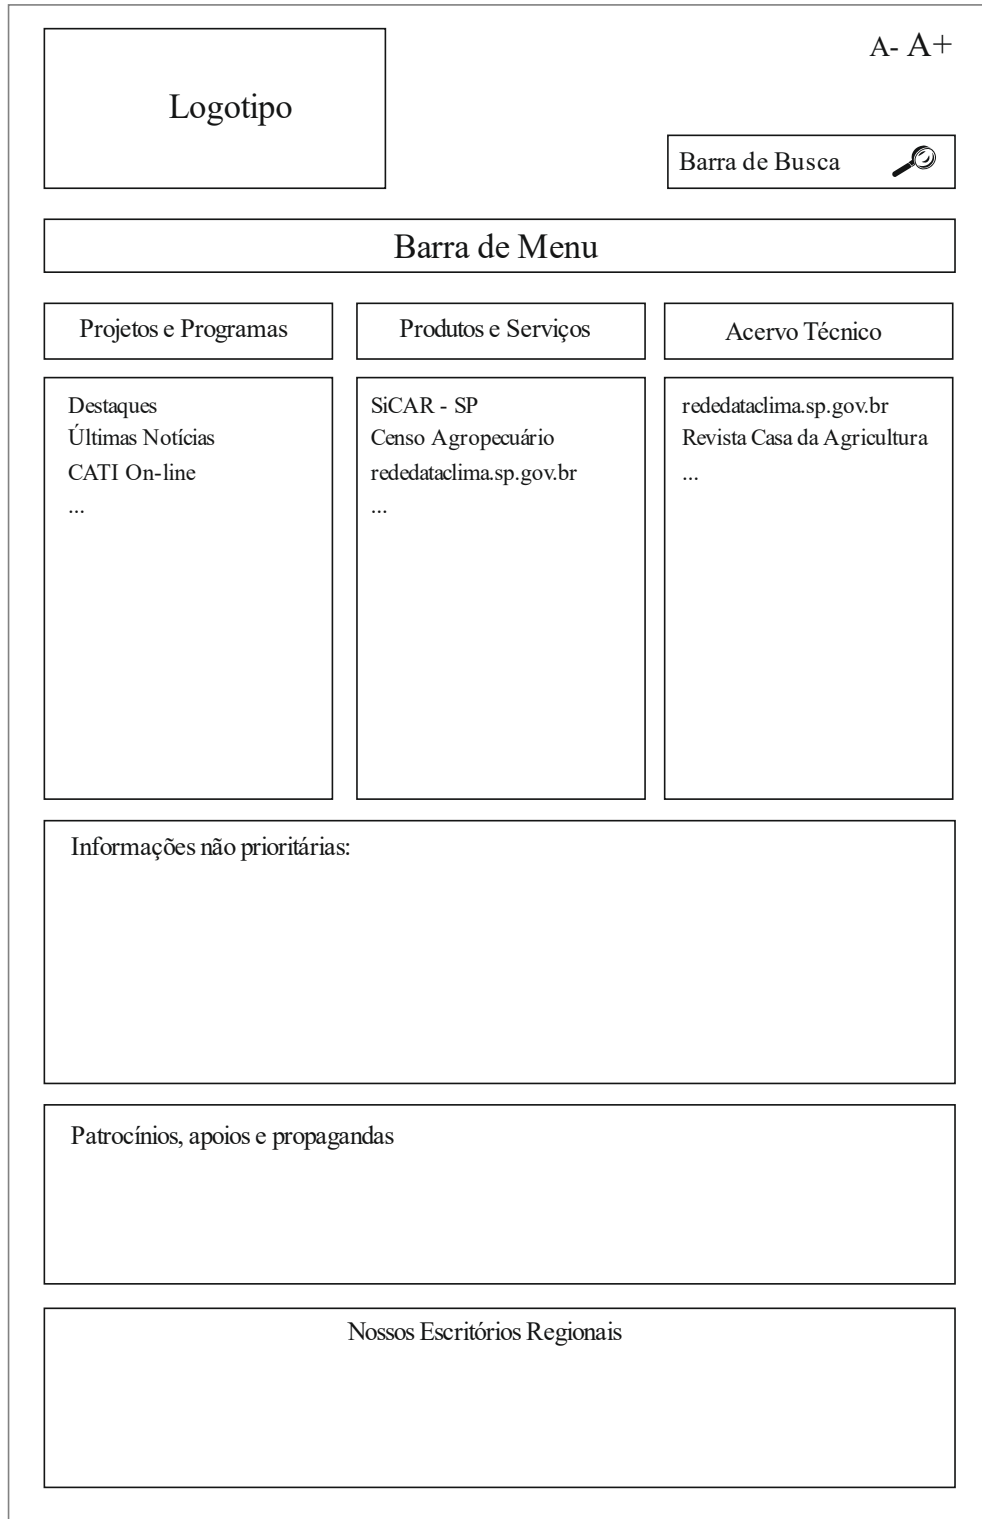 A- A+
Logotipo
Barra de Busca
Barra de Menu
Projetos e Programas
Produtos e Serviços
Acervo Técnico
Destaques
Últimas Notícias
CATI On-line
...
SiCAR - SP
Censo Agropecuário
rededataclima.sp.gov.br
...
rededataclima.sp.gov.br
Revista Casa da Agricultura
...
Informações não prioritárias:
Patrocínios, apoios e propagandas
Nossos Escritórios Regionais